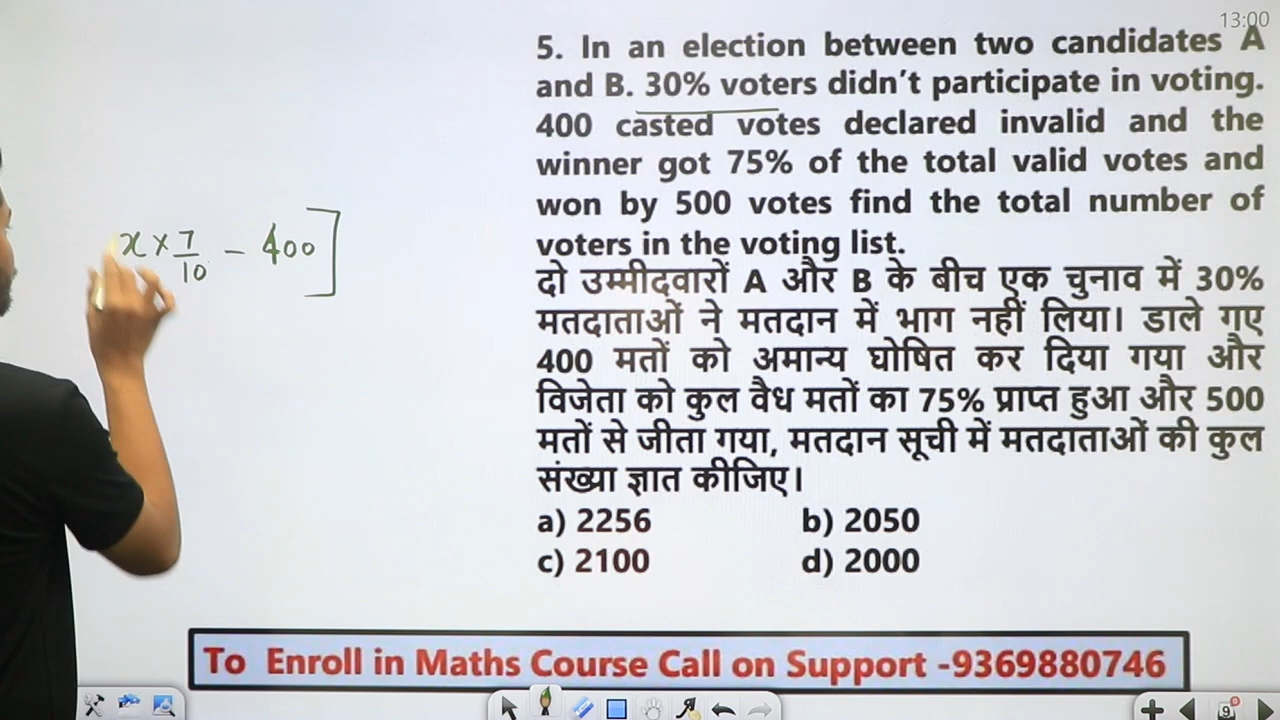 13:00
5. In an election between two candidates A
and B. 30% voters didn't participate in voting.
400 casted votes declared invalid and the
winner got 75% of the total valid votes and
won by 500 votes find the total number of
voters in the voting list.
दो उम्मीदवारों A और B के बीच एक चुनाव में 30%
मतदाताओं ने मतदान में भाग नहीं लिया। डाले गए
400 मतों को अमान्य घोषित कर दिया गया और
विजेता को कुल वैध मतों का 75% प्राप्त हुआ और 500
मतों से जीता गया, मतदान सूची में मतदाताओं की कुल
संख्या ज्ञात कीजिए।
a) 2256 b) 2050
c) 2100 d) 2000
x × 7/10 - 400]
To Enroll in Maths Course Call on Support -9369880746
9